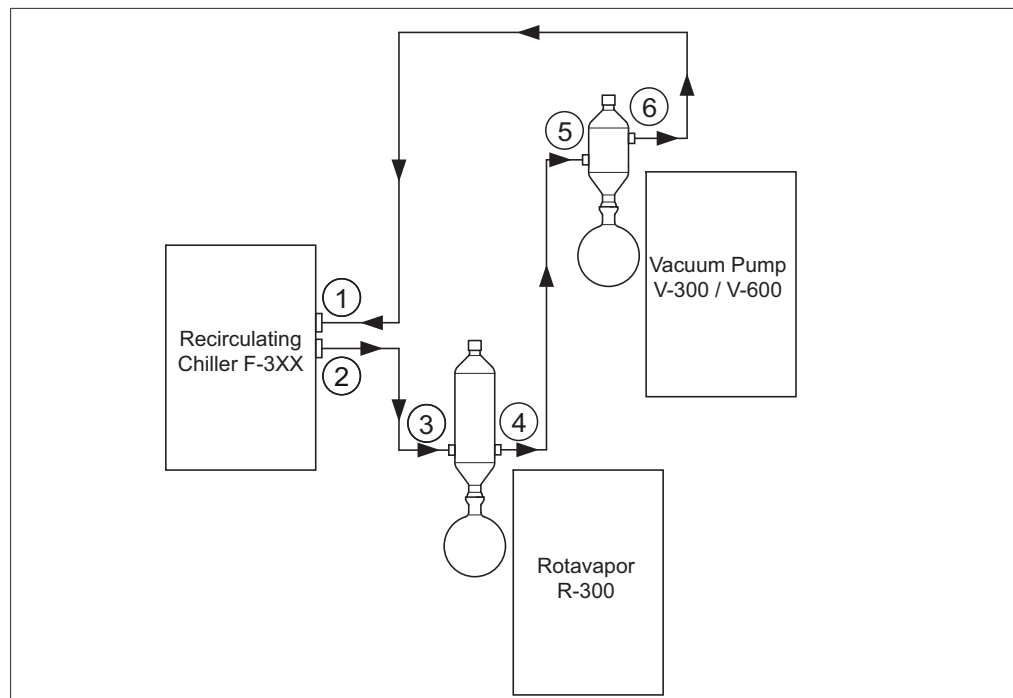 6
5
Vacuum Pump
V-300 / V-600
1
Recirculating
Chiller F-3XX
2
3
4
Rotavapor
R-300